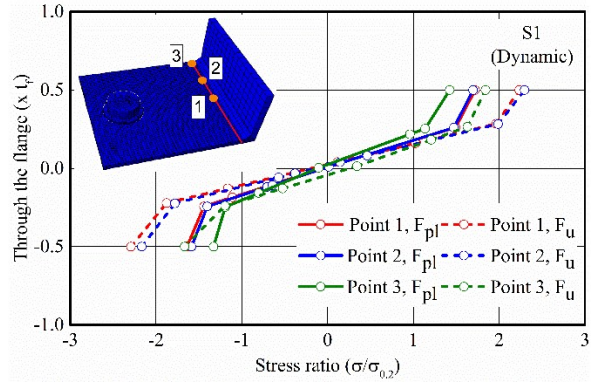 1.0
0.5
0.0
-0.5
-1.0
Through the flange (x t_f)
3
2
1
S1
(Dynamic)
Point 1, F_pl
Point 1, F_u
Point 2, F_pl
Point 2, F_u
Point 3, F_pl
Point 3, F_u
-3 -2 -1 0 1 2 3
Stress ratio (σ/σ_0,2)